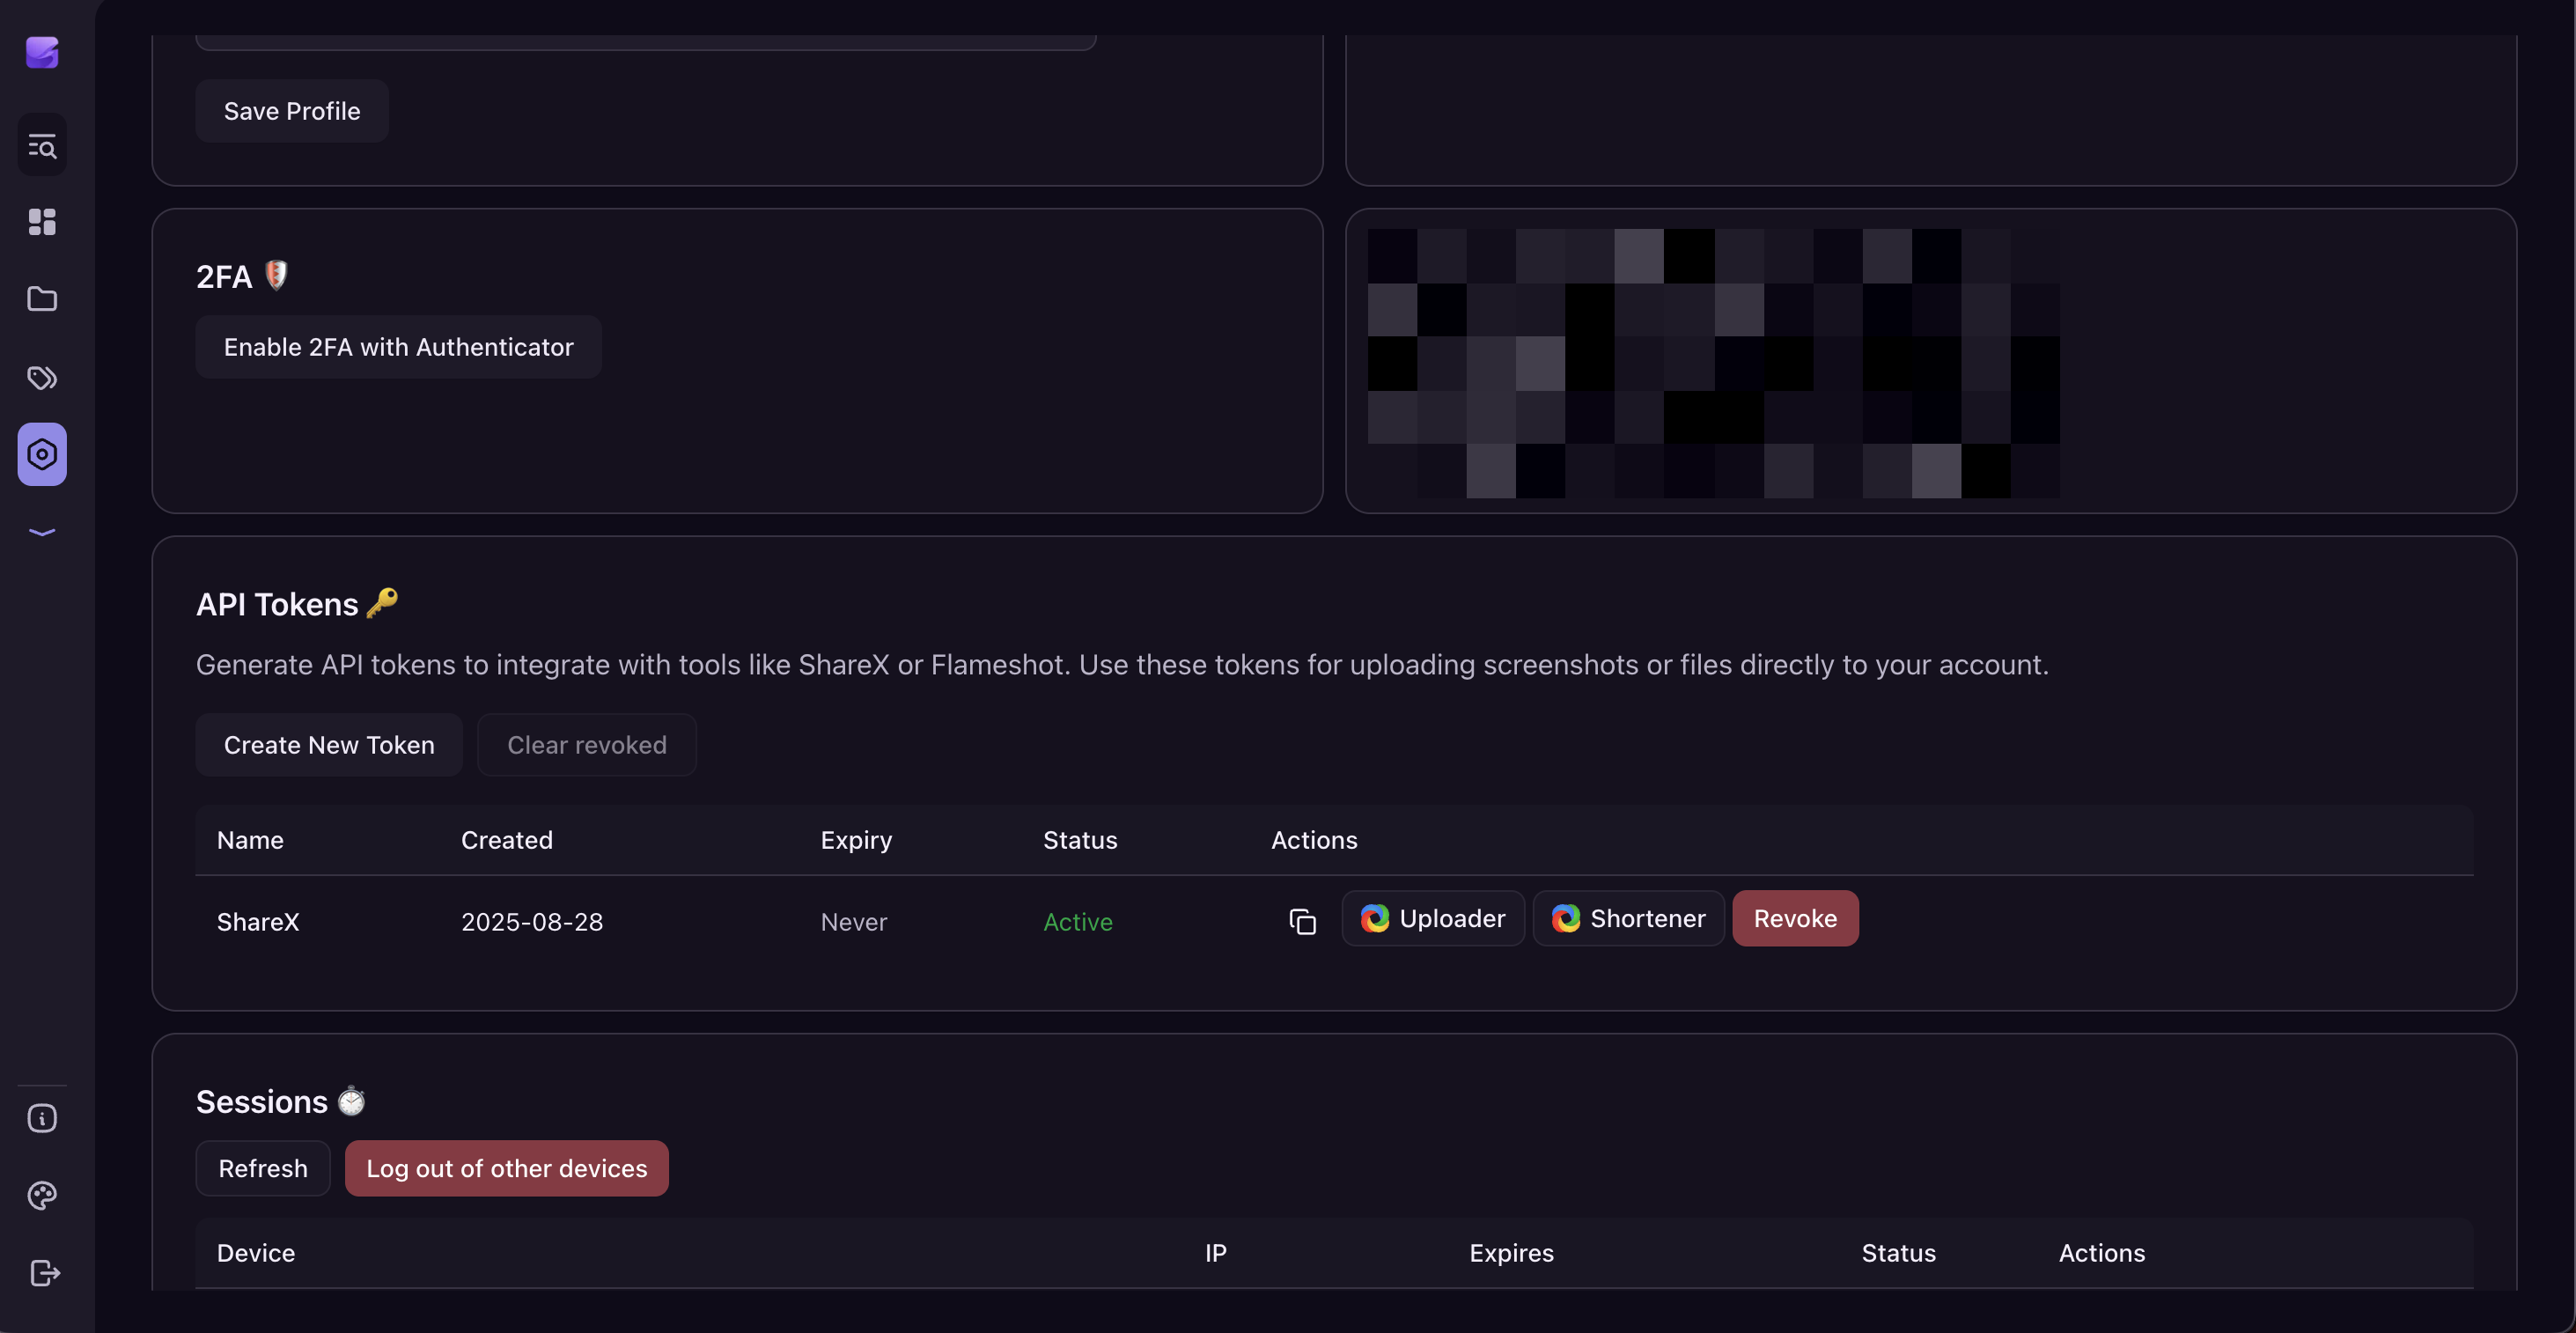 Save Profile
2FA
Enable 2FA with Authenticator
API Tokens
Generate API tokens to integrate with tools like ShareX or Flameshot. Use these tokens for uploading screenshots or files directly to your account.
Create New Token Clear revoked
Name Created Expiry Status Actions
ShareX 2025-08-28 Never Active Uploader Shortener Revoke
Sessions
Refresh Log out of other devices
Device IP Expires Status Actions